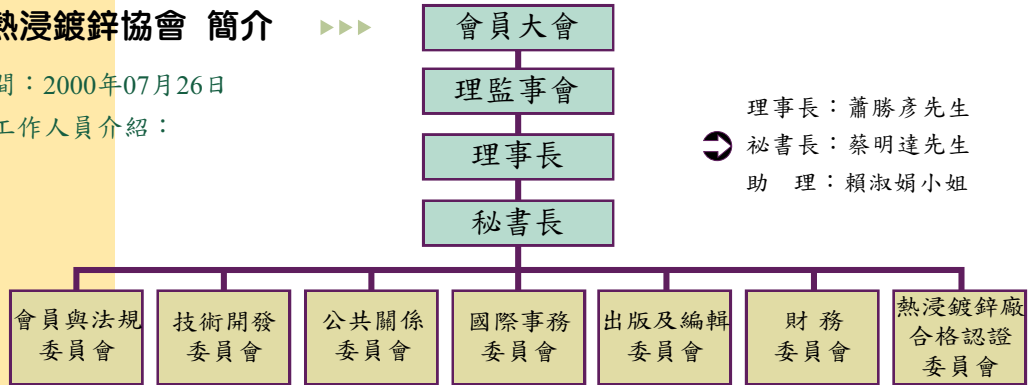 熱浸鍍鋅協會 簡介
會員大會
間：2000年07月26日
工作人員介紹：
理監事會
理事長
秘書長
理事長：蕭勝彥先生
祕書長：蔡明達先生
助　理：賴淑娟小姐
會員與法規
委員會
技術開發
委員會
公共關係
委員會
國際事務
委員會
出版及編輯
委員會
財務
委員會
熱浸鍍鋅廠
合格認證
委員會